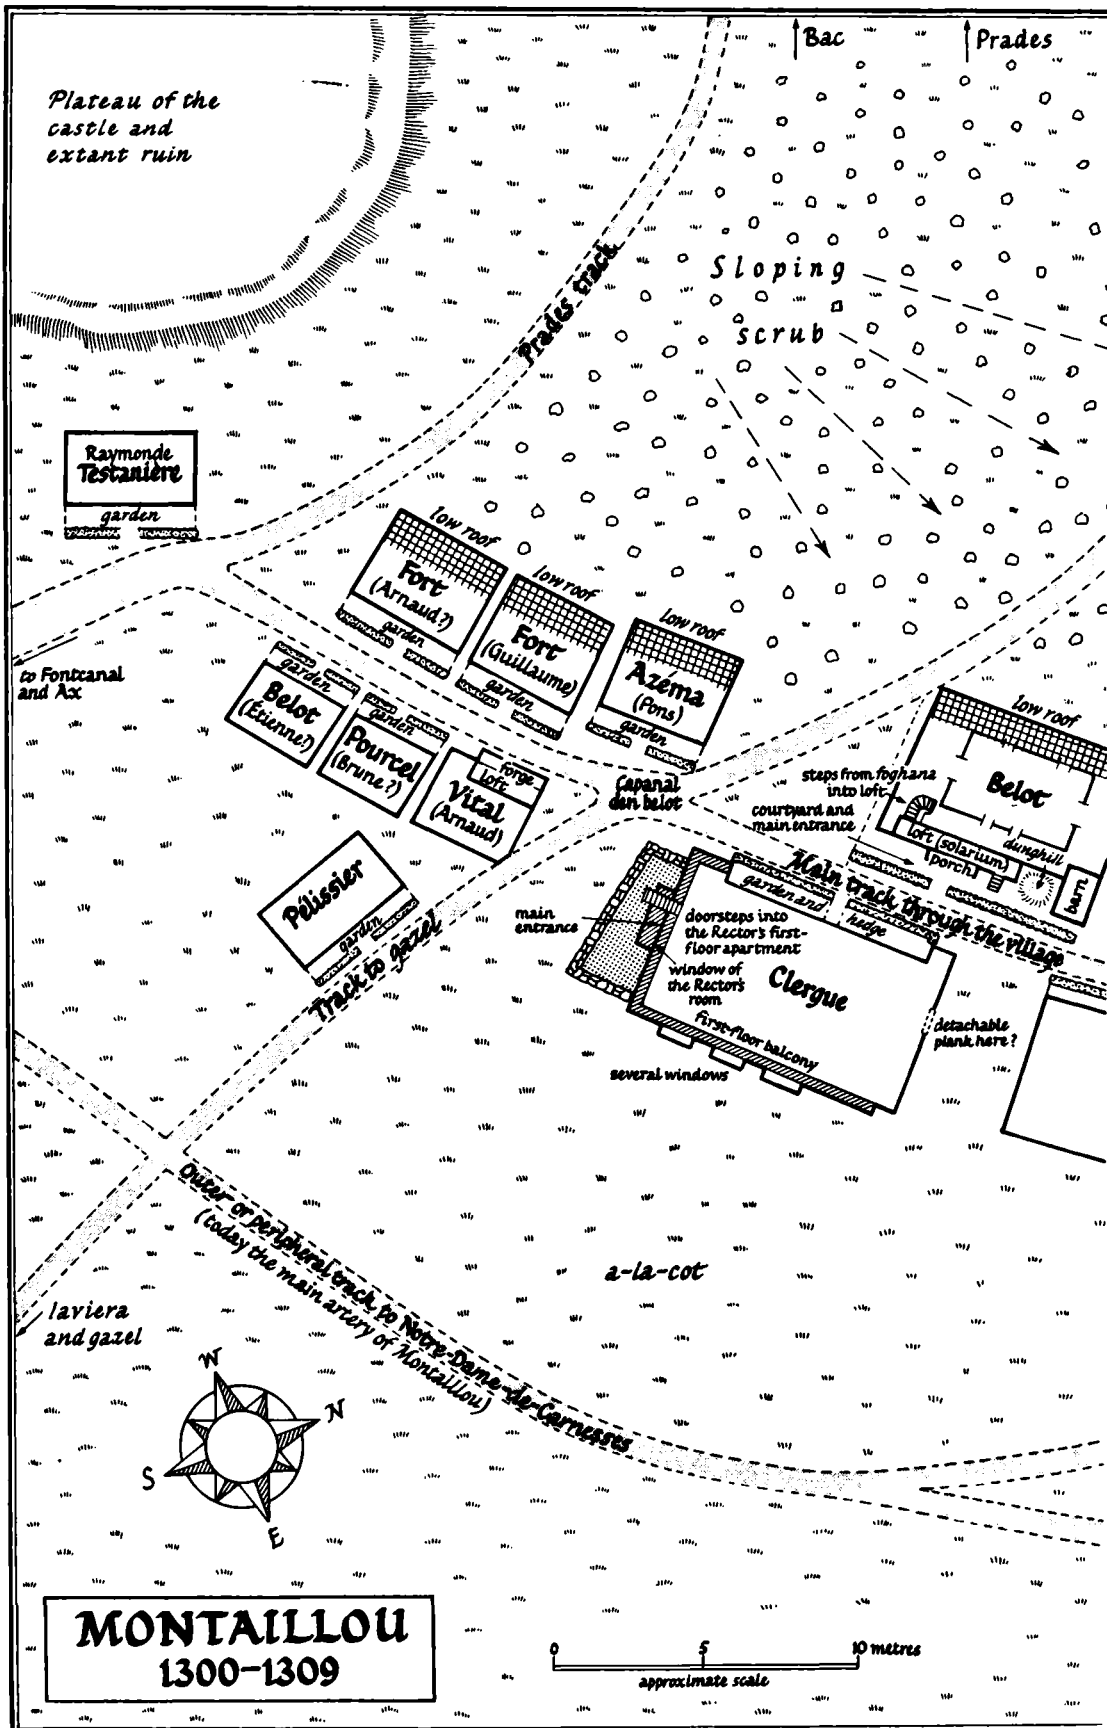 Bac
Prades
Plateau of the
castle and
extant ruin
Sloping
scrub
Prades track
Raymonde
Testanière
garden
to Fontcanal
and Ax
low roof
Fort
(Arnaud?)
garden
low roof
Fort
(Guillaume)
garden
low roof
Azéma
(Pons)
garden
garden
Belot
(Étienne?)
garden
Pourcel
(Brune?)
forge
loft
Vital
(Arnaud)
Capanal
den belot
low roof
Belot
steps from foghana
into loft
courtyard and
main entrance
loft (solarium)
porch
dunghill
barn
Main track through the village
Pélissier
garden
Track to gazel
main
entrance
garden and
hedge
doorsteps into
the Rector's first-
floor apartment
window of
the Rector's
room
Clergue
first-floor balcony
several windows
detachable
plank here?
Outer or peripheral track to Notre-Dame-de-Carnesses
(today the main artery of Montaillou)
a-la-cot
laviera
and gazel
W
N
S
E
MONTAILLOU
1300-1309
0 5 10 metres
approximate scale